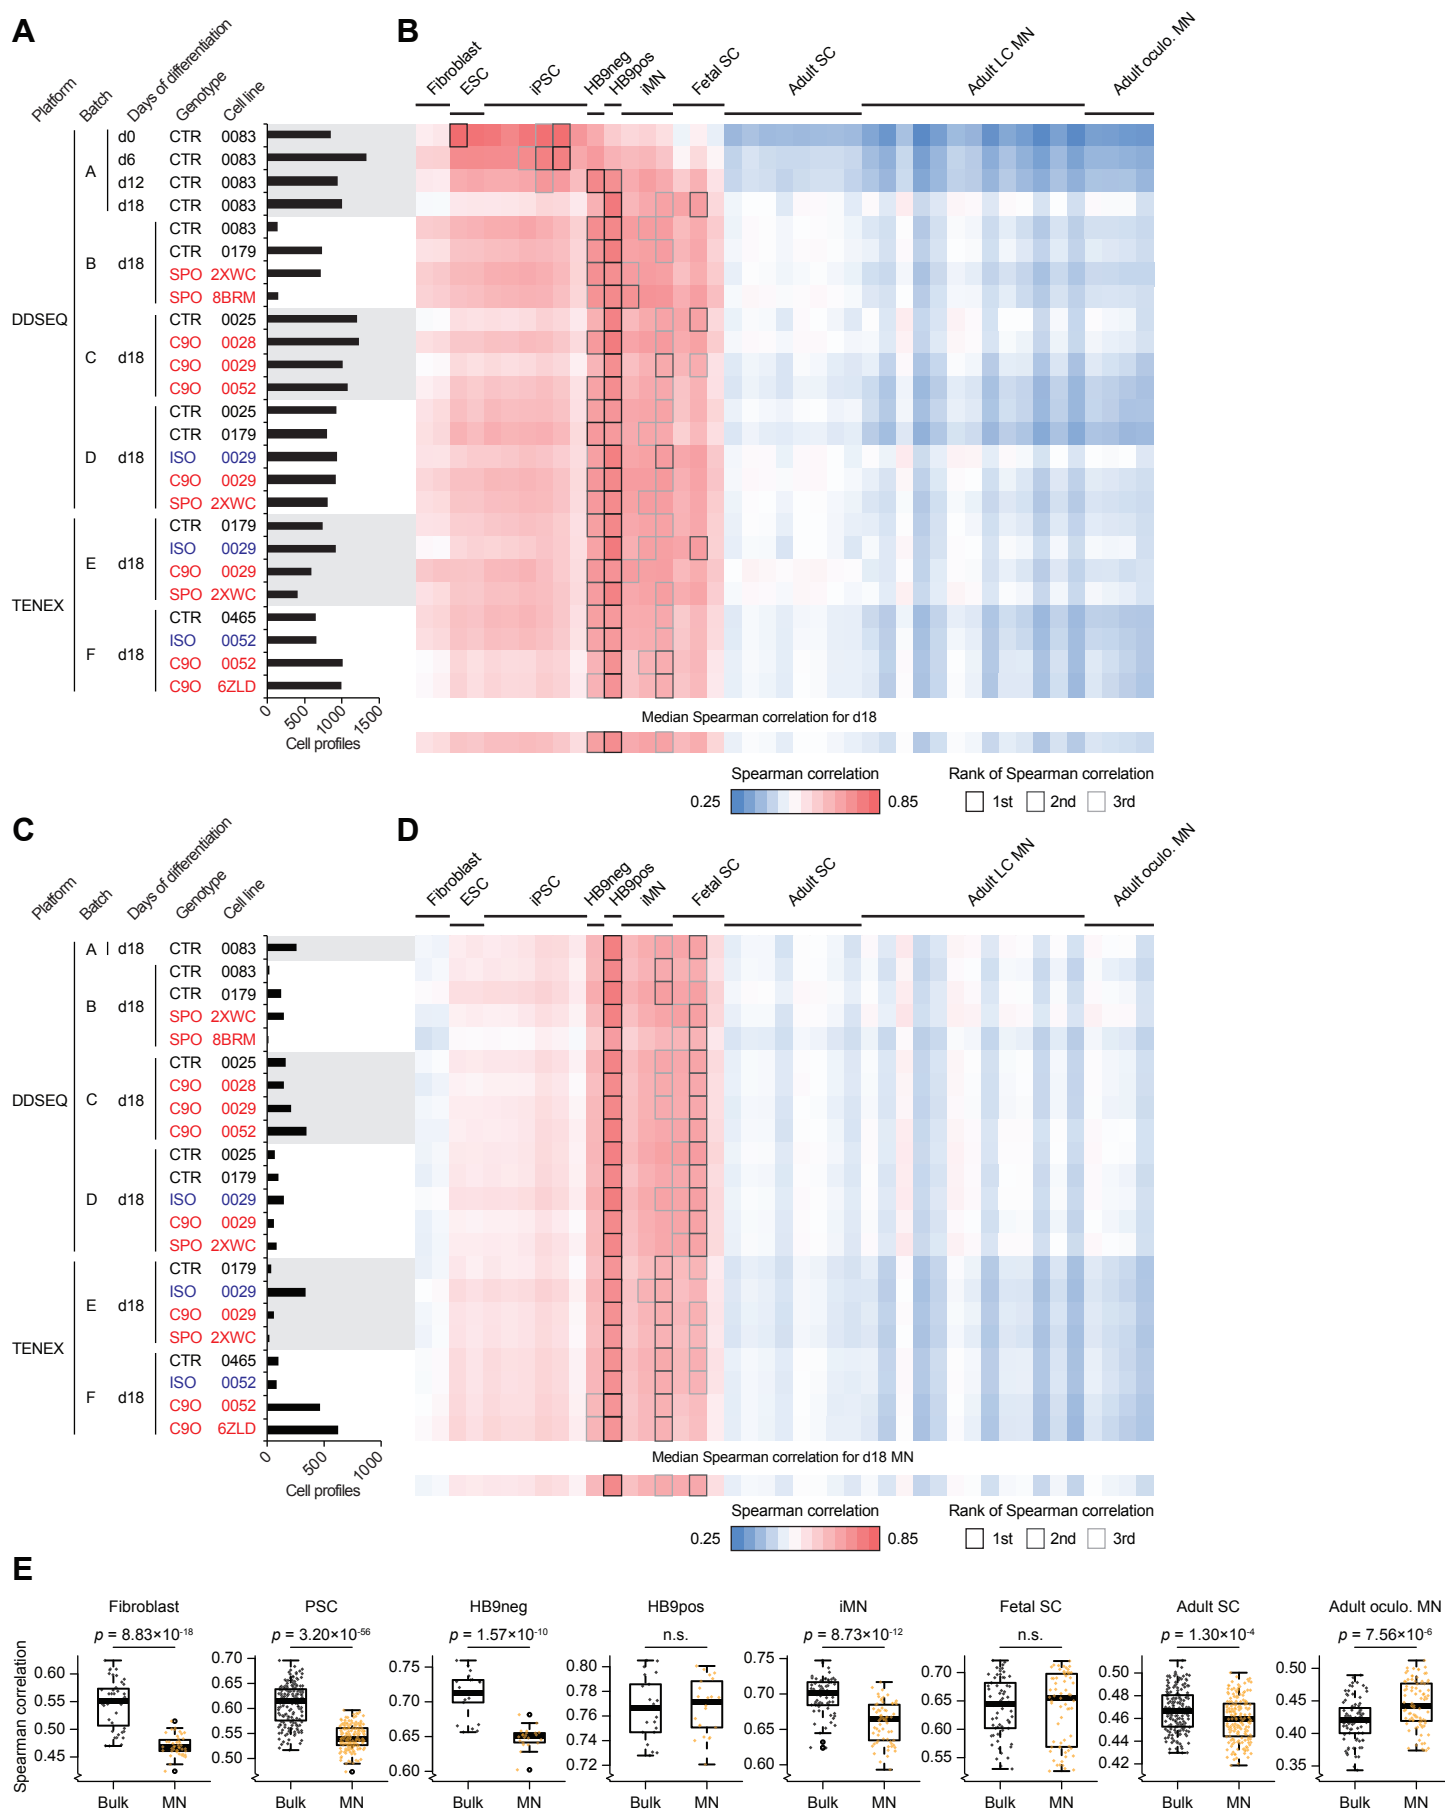 A
Platform
Batch
Days of differentiation
Genotype
Cell line
d0 CTR 0083
d6 CTR 0083
A
d12 CTR 0083
d18 CTR 0083
CTR 0083
CTR 0179
B d18
SPO 2XWC
SPO 8BRM
DDSEQ
CTR 0025
C9O 0028
C d18
C9O 0029
C9O 0052
CTR 0025
CTR 0179
D d18 ISO 0029
C9O 0029
SPO 2XWC
CTR 0179
ISO 0029
E d18
C9O 0029
SPO 2XWC
TENEX
CTR 0465
ISO 0052
F d18
C9O 0052
C9O 6ZLD
0 500 1000 1500
Cell profiles
B
Fibroblast
ESC
iPSC
HB9neg
HB9pos
iMN
Fetal SC
Adult SC
Adult LC MN
Adult oculo. MN
Median Spearman correlation for d18
Spearman correlation
0.25 0.85
Rank of Spearman correlation
1st 2nd 3rd
C
Platform
Batch
Days of differentiation
Genotype
Cell line
A d18 CTR 0083
CTR 0083
CTR 0179
B d18
SPO 2XWC
SPO 8BRM
CTR 0025
C9O 0028
DDSEQ C d18
C9O 0029
C9O 0052
CTR 0025
CTR 0179
D d18 ISO 0029
C9O 0029
SPO 2XWC
CTR 0179
ISO 0029
E d18
C9O 0029
SPO 2XWC
TENEX
CTR 0465
ISO 0052
F d18
C9O 0052
C9O 6ZLD
0 500 1000
Cell profiles
D
Fibroblast
ESC
iPSC
HB9neg
HB9pos
iMN
Fetal SC
Adult SC
Adult LC MN
Adult oculo. MN
Median Spearman correlation for d18 MN
Spearman correlation
0.25 0.85
Rank of Spearman correlation
1st 2nd 3rd
E
Spearman correlation
Fibroblast
p = 8.83×10⁻¹⁸
0.60
0.55
0.50
0.45
Bulk MN
PSC
p = 3.20×10⁻⁵⁶
0.70
0.65
0.60
0.55
0.50
Bulk MN
HB9neg
p = 1.57×10⁻¹⁰
0.75
0.70
0.65
0.60
Bulk MN
HB9pos
n.s.
0.80
0.78
0.76
0.74
0.72
Bulk MN
iMN
p = 8.73×10⁻¹²
0.75
0.70
0.65
0.60
Bulk MN
Fetal SC
n.s.
0.70
0.65
0.60
0.55
Bulk MN
Adult SC
p = 1.30×10⁻⁴
0.50
0.48
0.46
0.44
0.42
Bulk MN
Adult oculo. MN
p = 7.56×10⁻⁶
0.50
0.45
0.40
0.35
Bulk MN